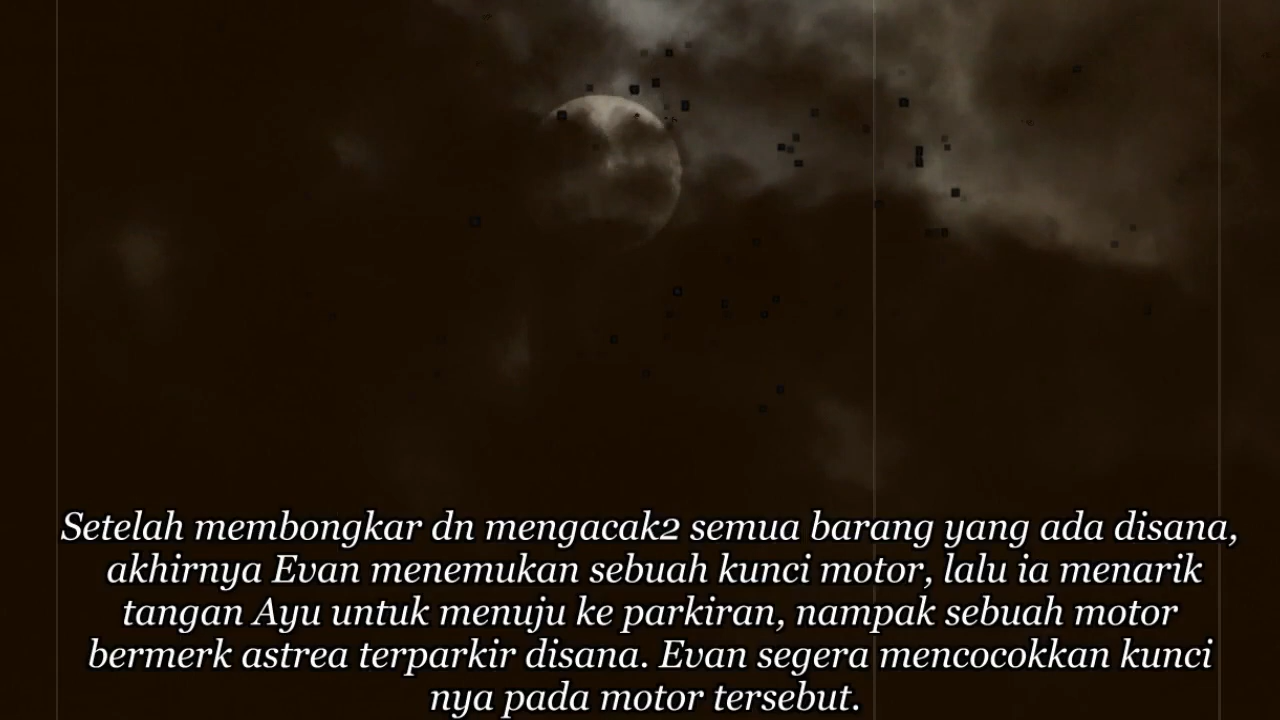 Setelah membongkar dn mengacak2 semua barang yang ada disana,
akhirnya Evan menemukan sebuah kunci motor, lalu ia menarik
tangan Ayu untuk menuju ke parkiran, nampak sebuah motor
bermerk astrea terparkir disana. Evan segera mencocokkan kunci
nya pada motor tersebut.